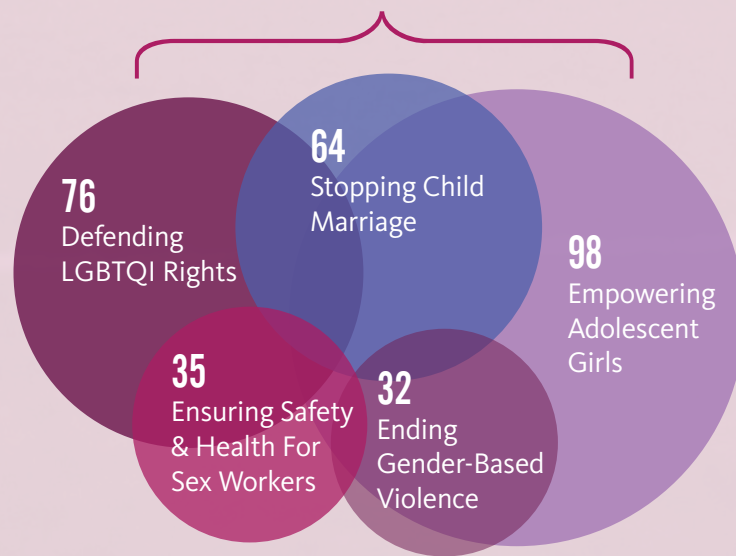 64
Stopping Child
Marriage
76
Defending
LGBTQI Rights
98
Empowering
Adolescent
Girls
35
Ensuring Safety
& Health For
Sex Workers
32
Ending
Gender-Based
Violence